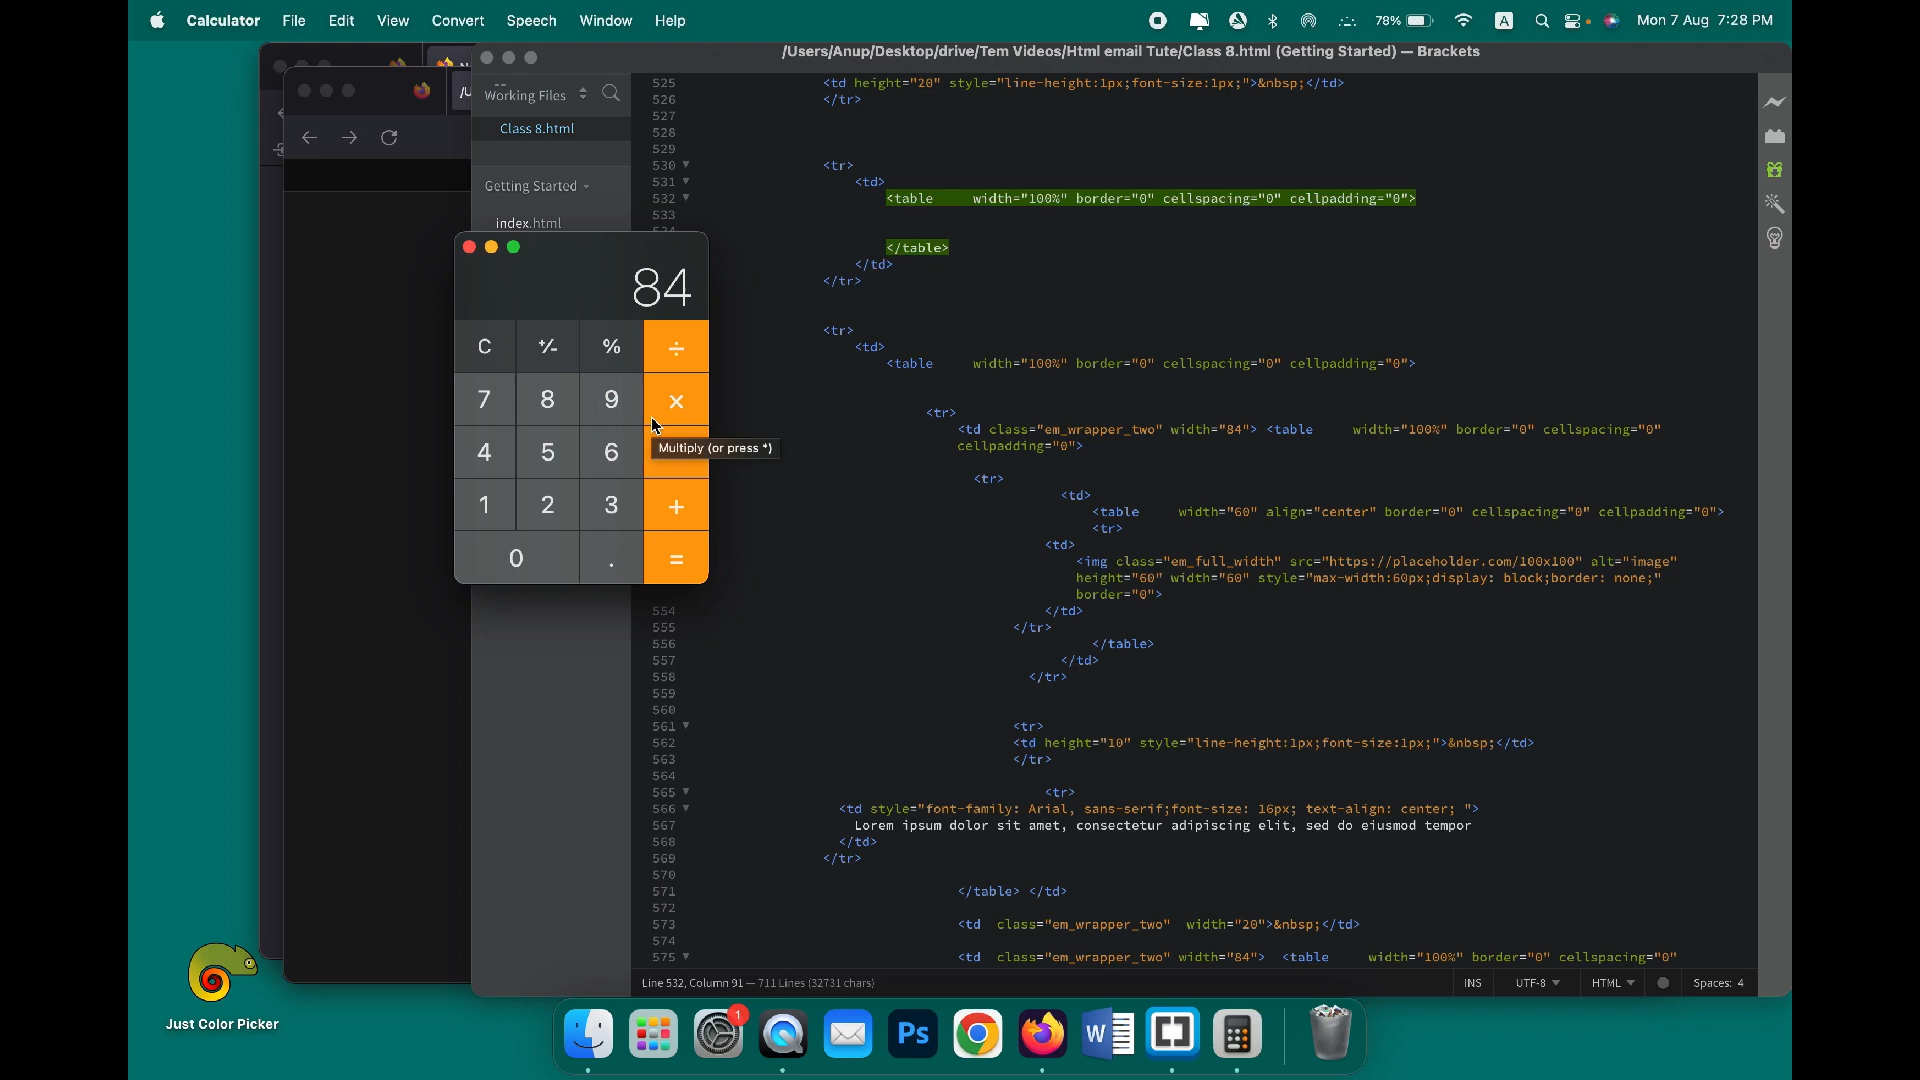 Calculator File Edit View Convert Speech Window Help
78% A Mon 7 Aug 7:28 PM
/Users/Anup/Desktop/drive/Tem Videos/Html email Tute/Class 8.html (Getting Started) — Brackets
Working Files
Class 8.html
Getting Started
index.html
84
C +/- % ÷
7 8 9 ×
4 5 6
1 2 3 +
0 . =
Multiply (or press *)
525 <td height="20" style="line-height:1px;font-size:1px;">&nbsp;</td>
526 </tr>
527
528
529
530 <tr>
531 <td>
532 <table width="100%" border="0" cellspacing="0" cellpadding="0">
533
</table>
</td>
</tr>
<tr>
<td>
<table width="100%" border="0" cellspacing="0" cellpadding="0">
<tr>
<td class="em_wrapper_two" width="84"> <table width="100%" border="0" cellspacing="0"
cellpadding="0">
<tr>
<td>
<table width="60" align="center" border="0" cellspacing="0" cellpadding="0">
<tr>
<td>
<img class="em_full_width" src="https://placeholder.com/100x100" alt="image"
height="60" width="60" style="max-width:60px;display: block;border: none;"
border="0">
554 </td>
555 </tr>
556 </table>
557 </td>
558 </tr>
559
560
561 <tr>
562 <td height="10" style="line-height:1px;font-size:1px;">&nbsp;</td>
563 </tr>
564
565 <tr>
566 <td style="font-family: Arial, sans-serif;font-size: 16px; text-align: center; ">
567 Lorem ipsum dolor sit amet, consectetur adipiscing elit, sed do eiusmod tempor
568 </td>
569 </tr>
570
571 </table> </td>
572
573 <td class="em_wrapper_two" width="20">&nbsp;</td>
574
575 <td class="em_wrapper_two" width="84"> <table width="100%" border="0" cellspacing="0"
Line 532, Column 91 — 711 Lines (32731 chars)
INS UTF-8 HTML Spaces: 4
Just Color Picker
1
Ps
W